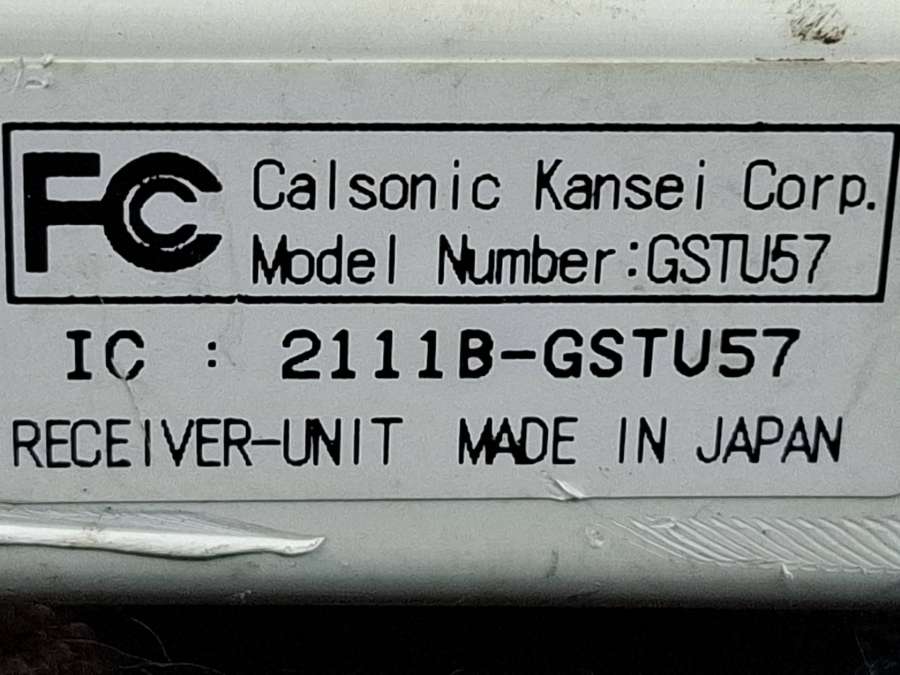 FC Calsonic Kansei Corp.
Model Number:GSTU57
IC : 2111B-GSTU57
RECEIVER-UNIT MADE IN JAPAN